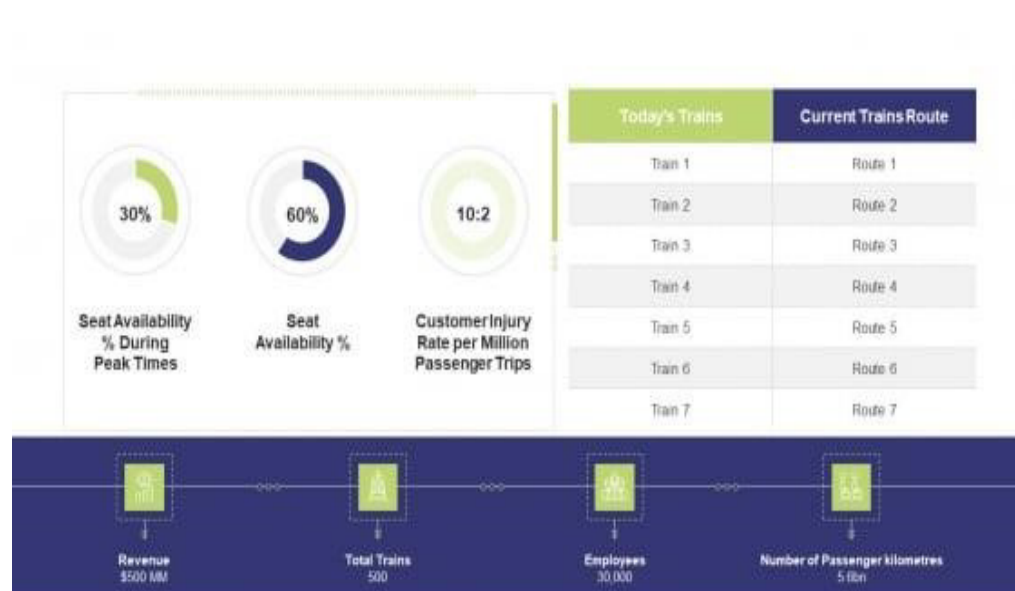 30%
60%
10:2
Seat Availability
% During
Peak Times
Seat
Availability %
Customer Injury
Rate per Million
Passenger Trips
Today's Trains Current Trains Route
Train 1 Route 1
Train 2 Route 2
Train 3 Route 3
Train 4 Route 4
Train 5 Route 5
Train 6 Route 6
Train 7 Route 7
Revenue
$500 MM
Total Trains
500
Employees
30,000
Number of Passenger kilometres
5.6bn